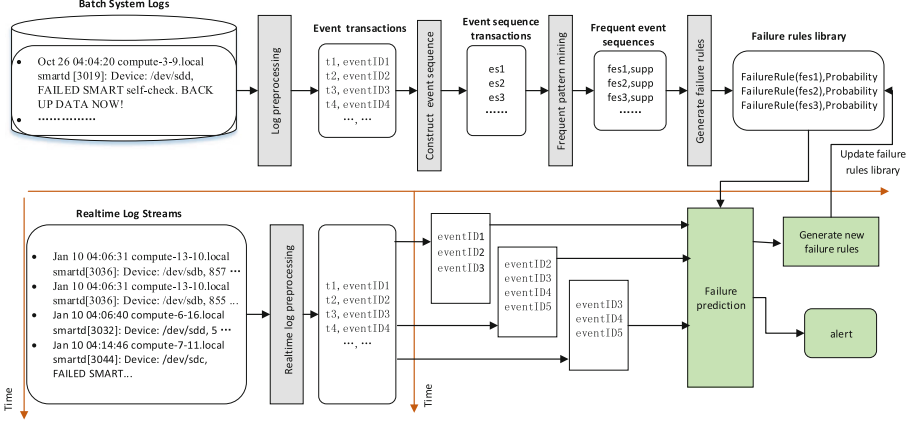 Batch System Logs
• Oct 26 04:04:20 compute-3-9.local
smartd [3019]: Device: /dev/sdd,
FAILED SMART self-check. BACK
UP DATA NOW!
• ……………
Log preprocessing
Event transactions
t1, eventID1
t2, eventID2
t3, eventID3
t4, eventID4
…, …
Construct event sequence
Event sequence
transactions
es1
es2
es3
……
Frequent pattern mining
Frequent event
sequences
fes1,supp
fes2,supp
fes3,supp
……
Generate failure rules
Failure rules library
FailureRule(fes1),Probability
FailureRule(fes2),Probability
FailureRule(fes3),Probability
Update failure
rules library
Realtime Log Streams
• Jan 10 04:06:31 compute-13-10.local
smartd[3036]: Device: /dev/sdb, 857 …
• Jan 10 04:06:31 compute-13-10.local
smartd[3036]: Device: /dev/sdb, 855 ...
• Jan 10 04:06:40 compute-6-16.local
smartd[3032]: Device: /dev/sdd, 5 …
• Jan 10 04:14:46 compute-7-11.local
smartd[3044]: Device: /dev/sdc,
FAILED SMART...
Time
Realtime log preprocessing
t1, eventID1
t2, eventID2
t3, eventID3
t4, eventID4
…, …
Time
eventID1
eventID2
eventID3
eventID2
eventID3
eventID4
eventID5
eventID3
eventID4
eventID5
Failure
prediction
Generate new
failure rules
alert